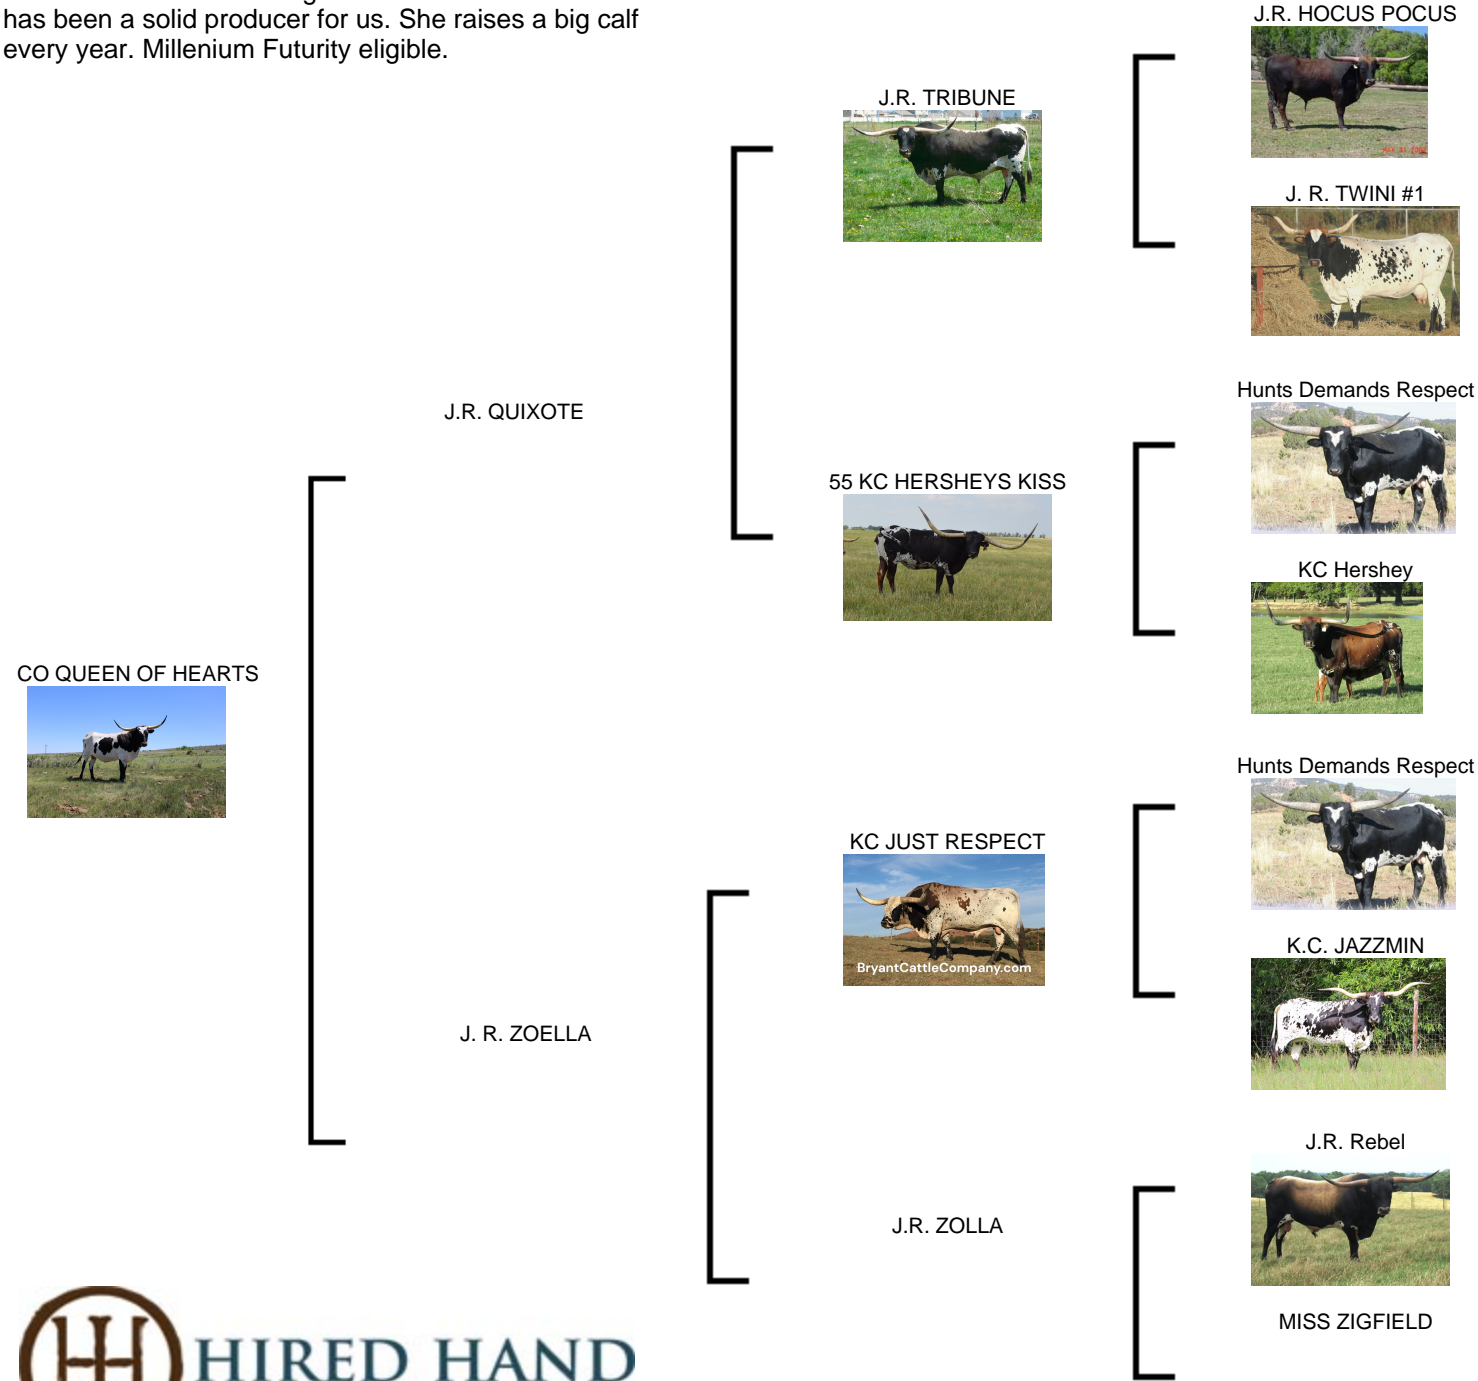 has been a solid producer for us. She raises a big calf
every year. Millenium Futurity eligible.
J.R. HOCUS POCUS
J.R. TRIBUNE
J. R. TWINI #1
Hunts Demands Respect
J.R. QUIXOTE
55 KC HERSHEYS KISS
KC Hershey
CO QUEEN OF HEARTS
Hunts Demands Respect
KC JUST RESPECT
BryantCattleCompany.com
K.C. JAZZMIN
J. R. ZOELLA
J.R. Rebel
J.R. ZOLLA
MISS ZIGFIELD
HIRED HAND